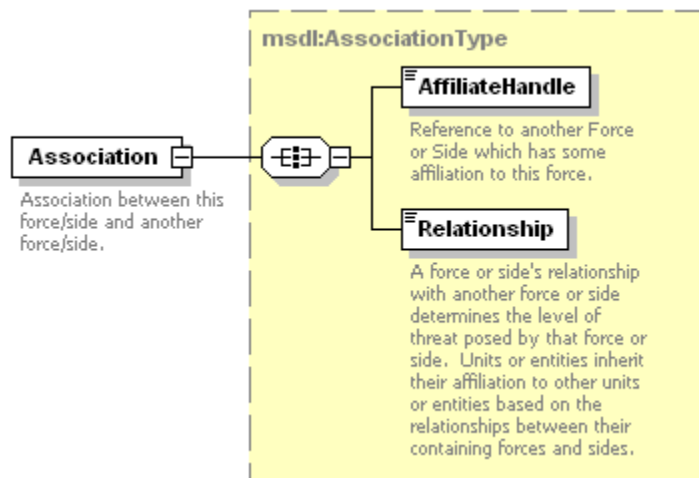 msdl:AssociationType
AffiliateHandle
Reference to another Force
or Side which has some
affiliation to this force.
Association
Association between this
force/side and another
force/side.
Relationship
A force or side's relationship
with another force or side
determines the level of
threat posed by that force or
side.  Units or entities inherit
their affiliation to other units
or entities based on the
relationships between their
containing forces and sides.